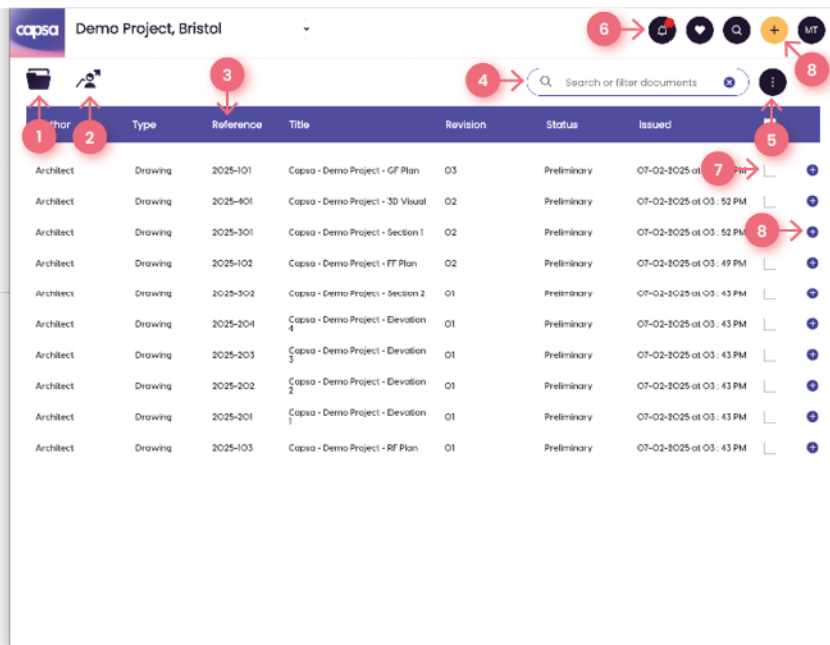 capsa Demo Project, Bristol 6 MT
8
3 4 Search or filter documents
1 2 5
Type Reference Title Revision Status Issued
Architect Drawing 2025-101 Capsa - Demo Project - GF Plan 03 Preliminary 07-02-2025 at 7 PM
Architect Drawing 2025-401 Capsa - Demo Project - 3D Visual 02 Preliminary 07-02-2025 at 03 : 52 PM
Architect Drawing 2025-301 Capsa - Demo Project - Section 1 02 Preliminary 07-02-2025 at 03 : 52 PM 8
Architect Drawing 2025-102 Capsa - Demo Project - FF Plan 02 Preliminary 07-02-2025 at 03 : 49 PM
Architect Drawing 2025-302 Capsa - Demo Project - Section 2 01 Preliminary 07-02-2025 at 03 : 43 PM
Architect Drawing 2025-204 Capsa - Demo Project - Elevation 4 01 Preliminary 07-02-2025 at 03 : 43 PM
Architect Drawing 2025-203 Capsa - Demo Project - Elevation 3 01 Preliminary 07-02-2025 at 03 : 43 PM
Architect Drawing 2025-202 Capsa - Demo Project - Elevation 2 01 Preliminary 07-02-2025 at 03 : 43 PM
Architect Drawing 2025-201 Capsa - Demo Project - Elevation 1 01 Preliminary 07-02-2025 at 03 : 43 PM
Architect Drawing 2025-103 Capsa - Demo Project - RF Plan 01 Preliminary 07-02-2025 at 03 : 43 PM